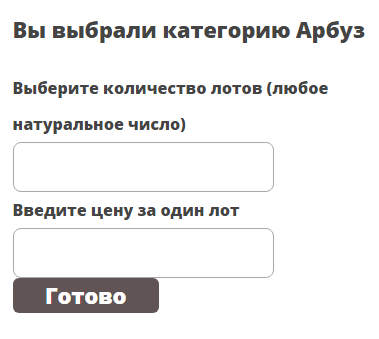 Вы выбрали категорию Арбуз
Выберите количество лотов (любое
натуральное число)
Введите цену за один лот
Готово